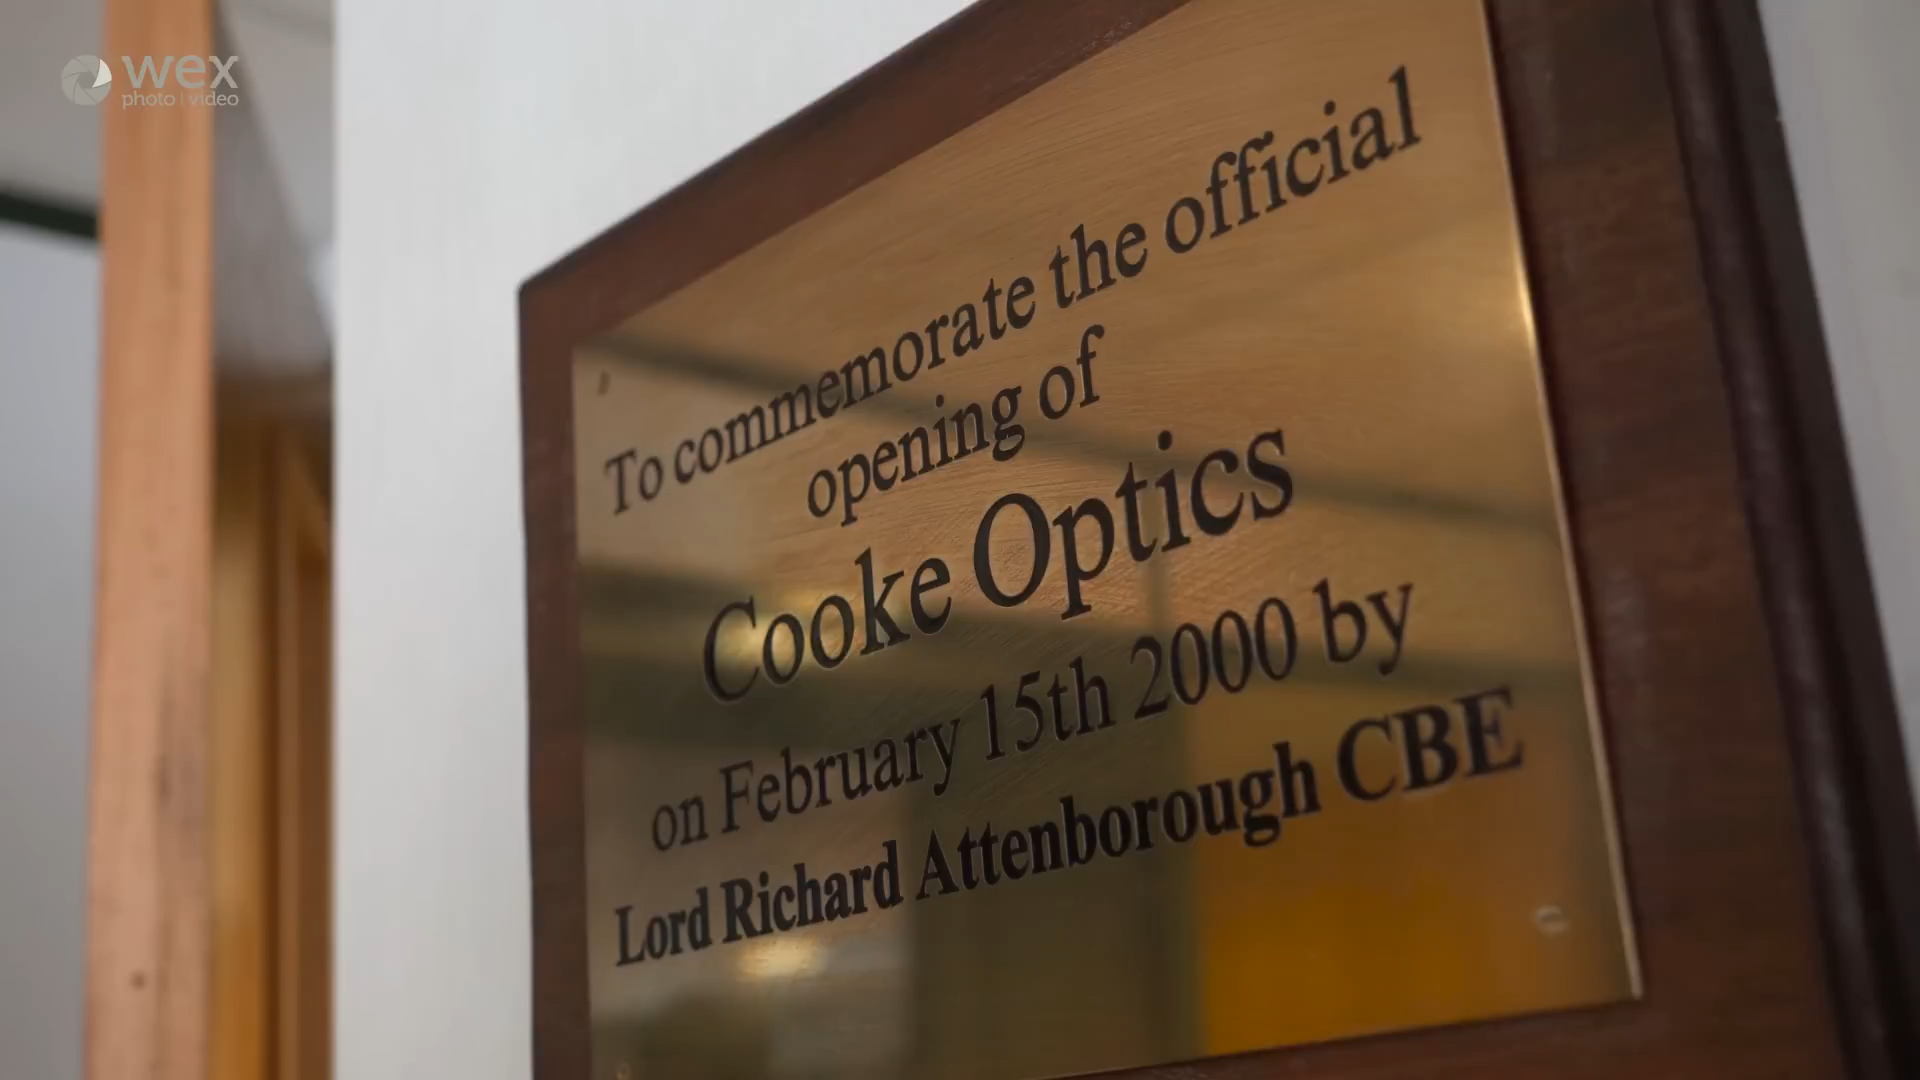 wex
photo | video
To commemorate the official
opening of
Cooke Optics
on February 15th 2000 by
Lord Richard Attenborough CBE